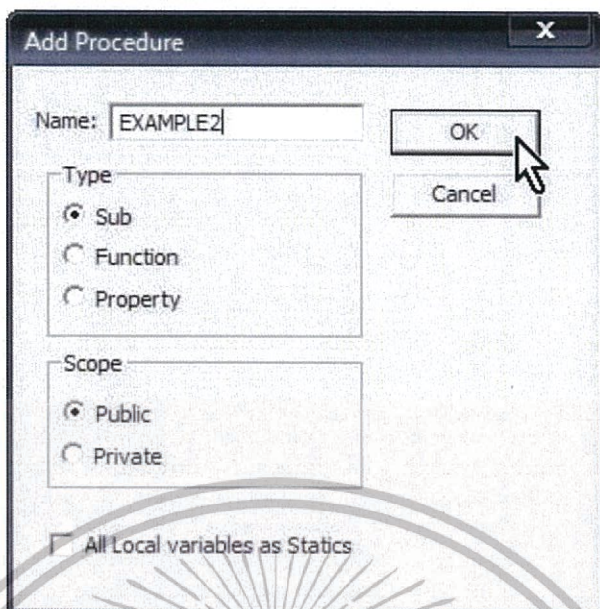 Add Procedure
X
Name: EXAMPLE2
OK
Cancel
Type
Sub
Function
Property
Scope
Public
Private
All Local variables as Statics